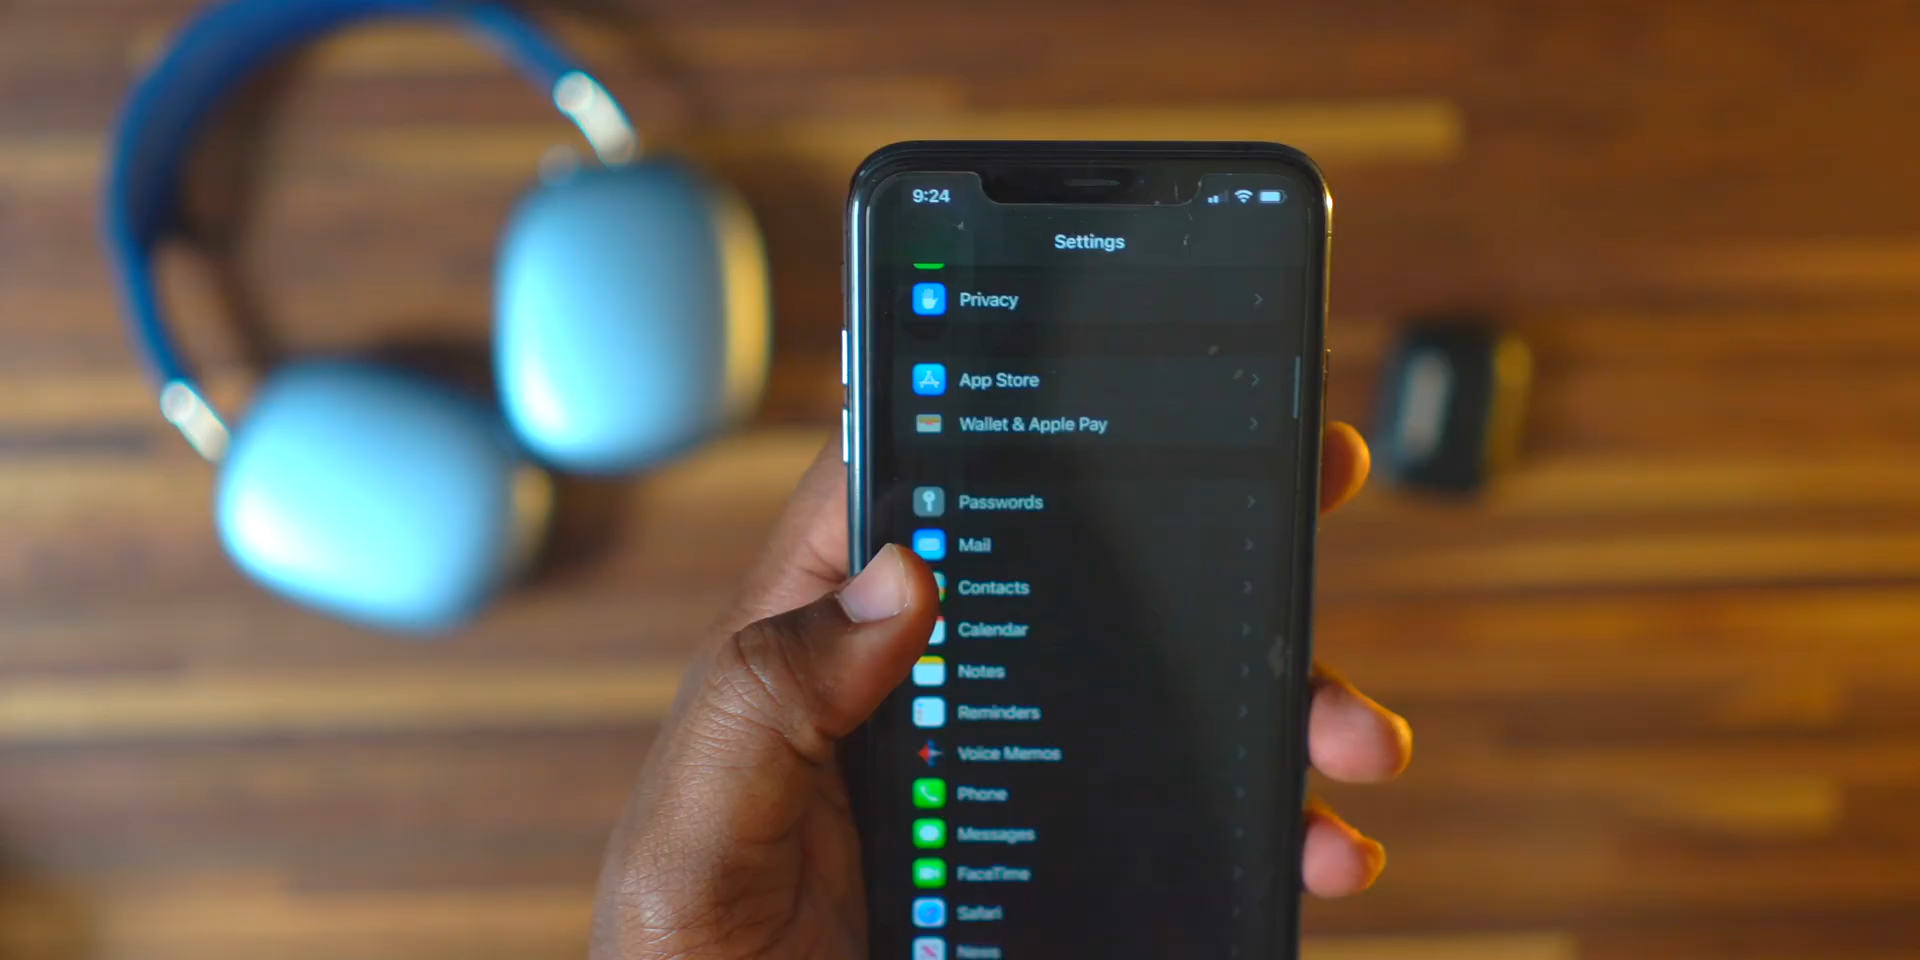 9:24
Settings
Privacy
App Store
Wallet & Apple Pay
Passwords
Mail
Contacts
Calendar
Notes
Reminders
Voice Memos
Phone
Messages
FaceTime
Safari
News